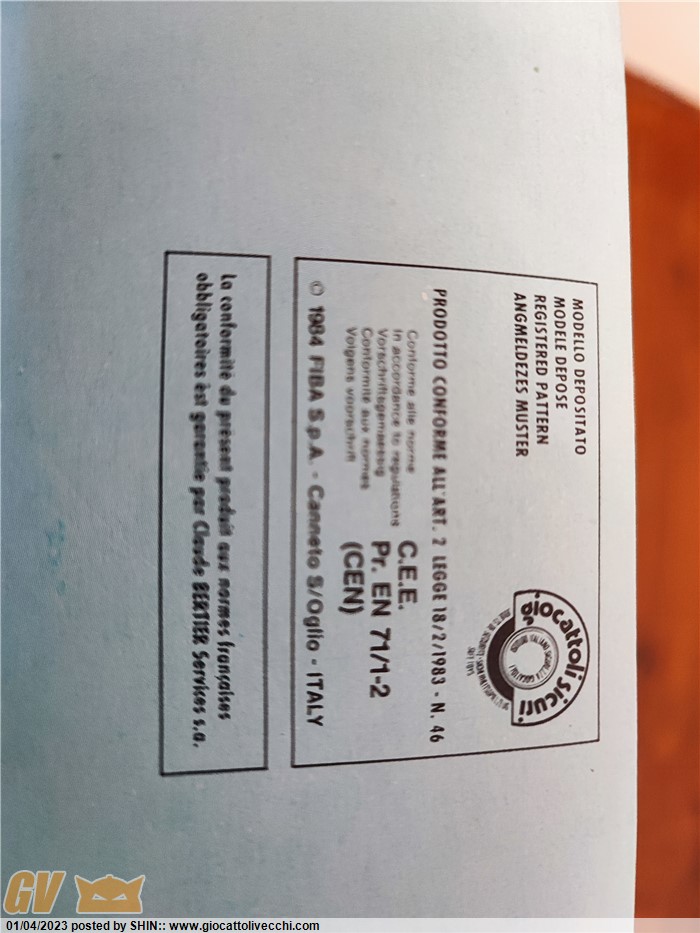 MODELLO DEPOSITATO
MODELE DEPOSE
REGISTERED PATTERN
ANGMELDEZES MUSTER
giocattoli sicuri
PRODOTTO CONFORME ALL'ART. 2 LEGGE 18/2/1983 - N. 46
Conforme alle norme
In accordance to regulations
Vorschriftsgemaessig
Conformité aux normes
Volgens voorschrift
C.E.E.
Pr. EN 71/1-2
(CEN)
© 1984 FIBA S.p.A. - Canneto S/Oglio - ITALY
La conformité du présent produit aux normes françaises
obbligatoires est garantie par Claude BERTIER Services s.a.
GV
01/04/2023 posted by SHIN:: www.giocattolivecchi.com